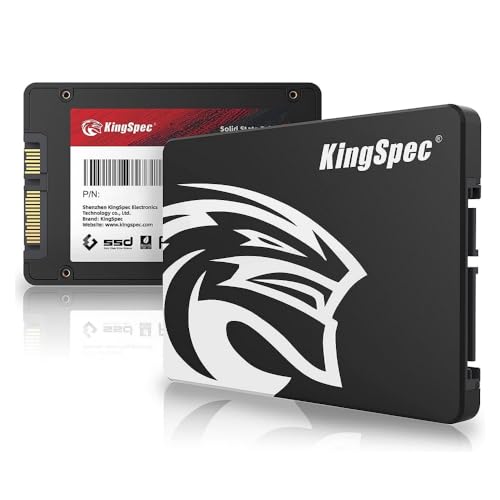 KingSpec
Solid State
P/N:
Shenzhen KingSpec Electronics
Technology co., Ltd.
Brand: KingSpec
Website: www.kingspec.com
ssd
KingSpec®